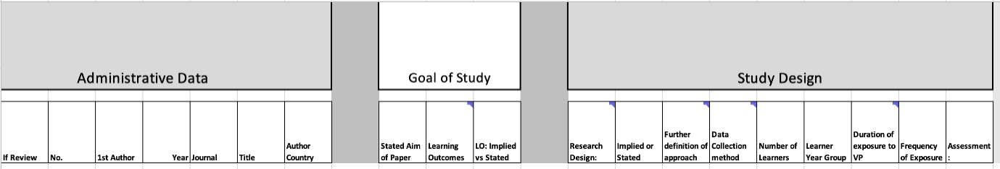 Administrative Data
Goal of Study
Study Design
If Review
No.
1st Author
Year
Journal
Title
Author
Country
Stated Aim
of Paper
Learning
Outcomes
LO: Implied
vs Stated
Research
Design:
Implied or
Stated
Further
definition of
approach
Data
Collection
method
Number of
Learners
Learner
Year Group
Duration of
exposure to
VP
Frequency
of Exposure
Assessment
: